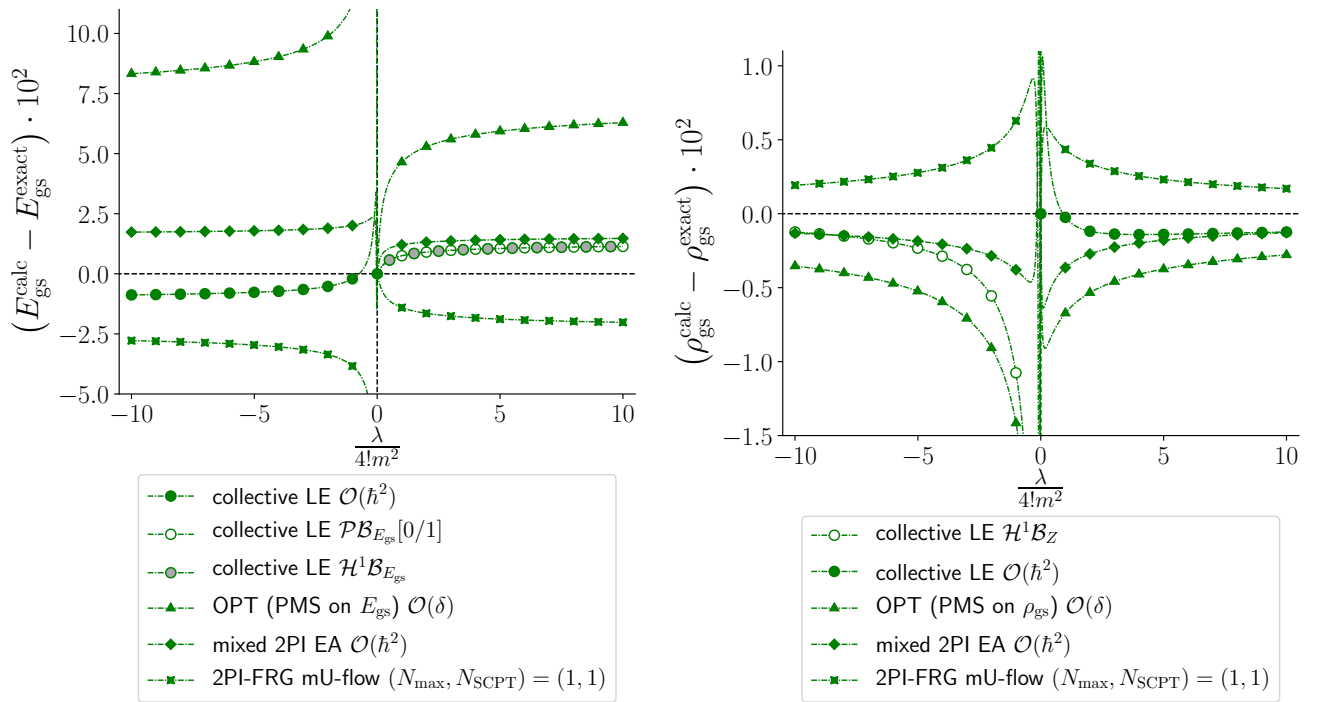 (E_gs^calc − E_gs^exact) · 10^2
10.0
7.5
5.0
2.5
0.0
−2.5
−5.0
−10
−5
0
5
10
λ/4!m^2
collective LE O(ħ^2)
collective LE PB_{E_gs}[0/1]
collective LE H^1B_{E_gs}
OPT (PMS on E_gs) O(δ)
mixed 2PI EA O(ħ^2)
2PI-FRG mU-flow (N_max, N_SCPT) = (1, 1)
(ρ_gs^calc − ρ_gs^exact) · 10^2
1.0
0.5
0.0
−0.5
−1.0
−1.5
−10
−5
0
5
10
λ/4!m^2
collective LE H^1B_Z
collective LE O(ħ^2)
OPT (PMS on ρ_gs) O(δ)
mixed 2PI EA O(ħ^2)
2PI-FRG mU-flow (N_max, N_SCPT) = (1, 1)